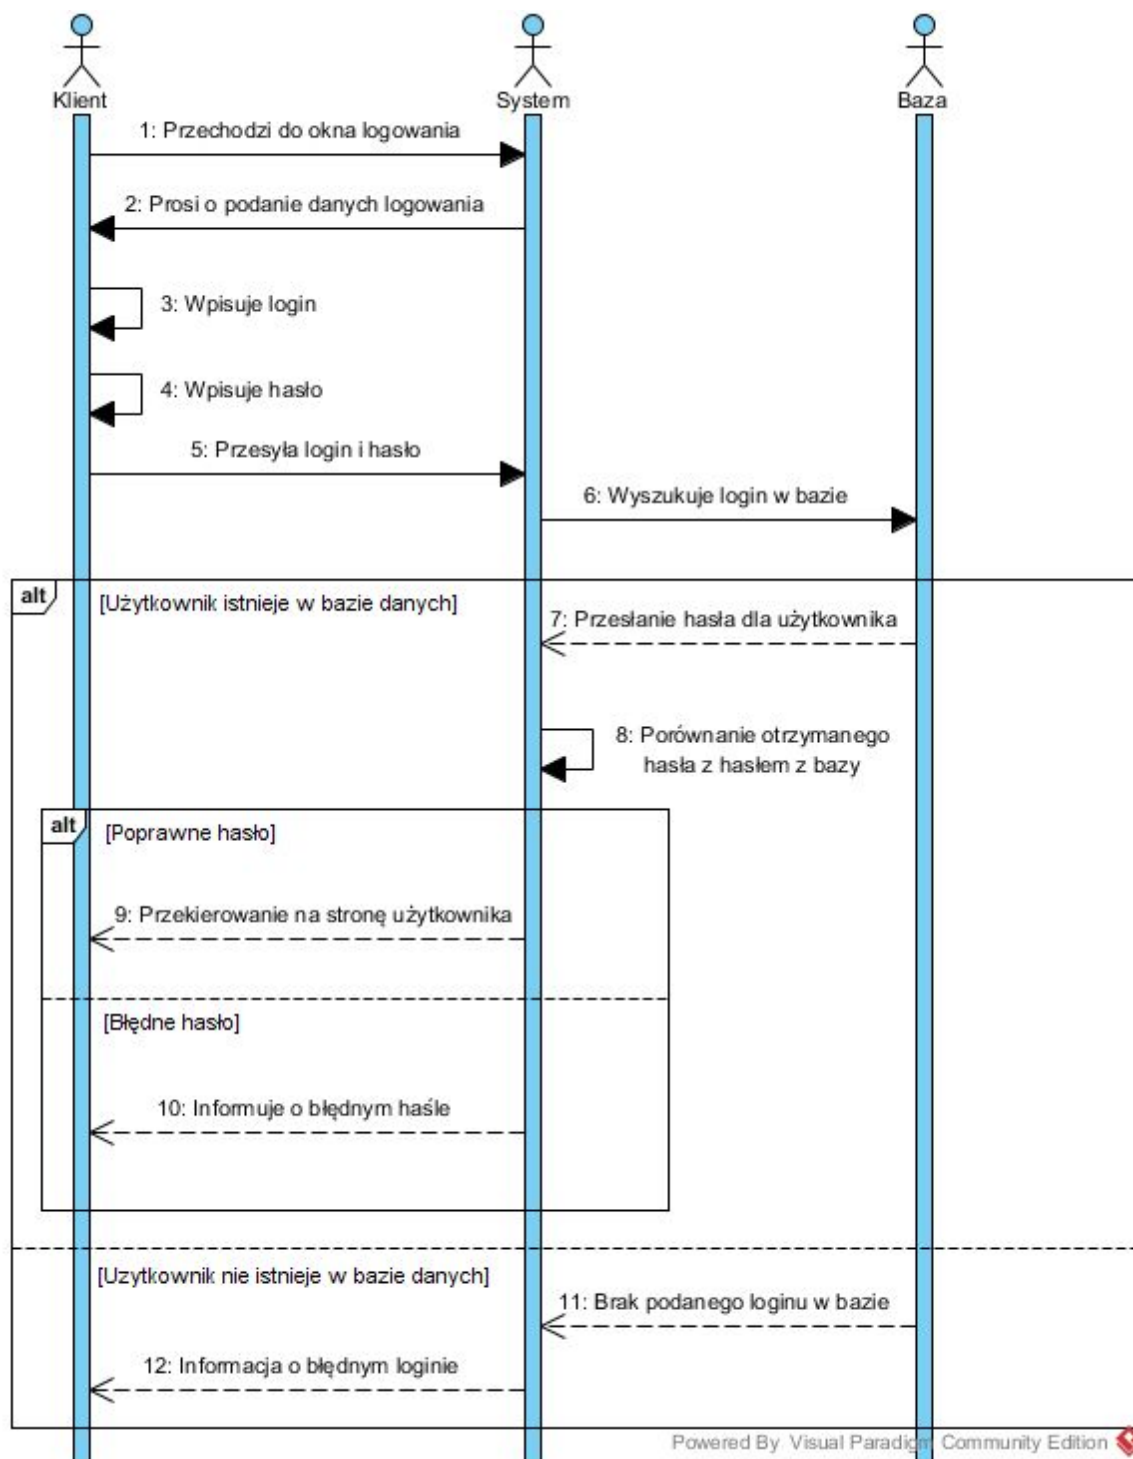 Klient
System
Baza
1: Przechodzi do okna logowania
2: Prosi o podanie danych logowania
3: Wpisuje login
4: Wpisuje hasło
5: Przesyła login i hasło
6: Wyszukuje login w bazie
alt
[Użytkownik istnieje w bazie danych]
7: Przesłanie hasła dla użytkownika
8: Porównanie otrzymanego
hasła z hasłem z bazy
alt
[Poprawne hasło]
9: Przekierowanie na stronę użytkownika
[Błędne hasło]
10: Informuje o błędnym haśle
[Uzytkownik nie istnieje w bazie danych]
11: Brak podanego loginu w bazie
12: Informacja o błędnym loginie
Powered By Visual Paradigm Community Edition